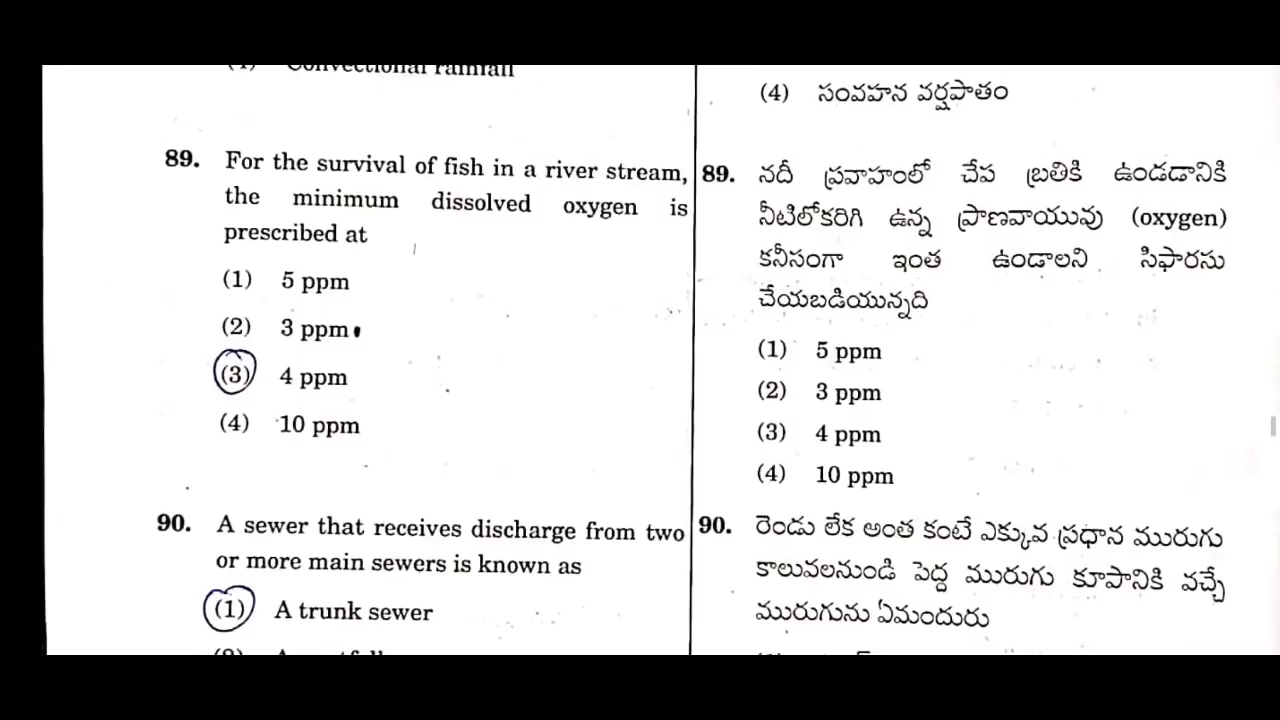 (4) Convectional rainfall
89. For the survival of fish in a river stream,
the minimum dissolved oxygen is
prescribed at
(1) 5 ppm
(2) 3 ppm
(3) 4 ppm
(4) 10 ppm
90. A sewer that receives discharge from two
or more main sewers is known as
(1) A trunk sewer
(4) సంవహన వర్షపాతం
89. నదీ ప్రవాహంలో చేప బ్రతికి ఉండడానికి
నీటిలోకరిగి ఉన్న ప్రాణవాయువు (oxygen)
కనీసంగా ఇంత ఉండాలని సిఫారసు
చేయబడియున్నది
(1) 5 ppm
(2) 3 ppm
(3) 4 ppm
(4) 10 ppm
90. రెండు లేక అంత కంటే ఎక్కువ ప్రధాన మురుగు
కాలువలనుండి పెద్ద మురుగు కూపానికి వచ్చే
మురుగును ఏమందురు